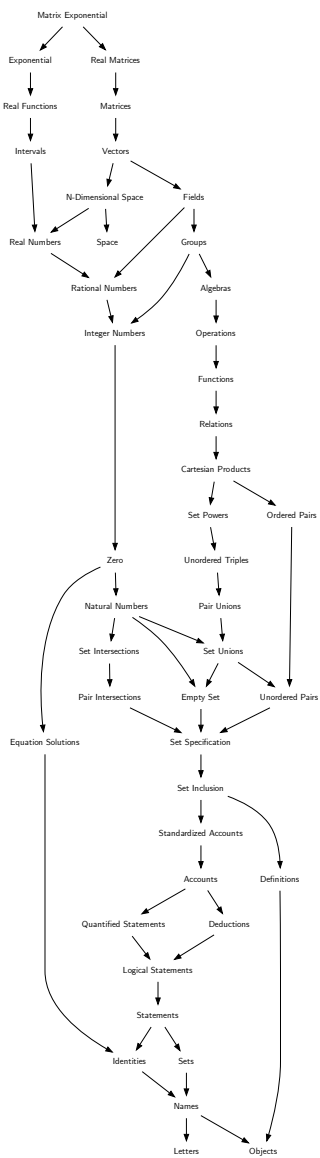 Matrix Exponential
Exponential
Real Matrices
Real Functions
Matrices
Intervals
Vectors
N-Dimensional Space
Fields
Real Numbers
Space
Groups
Rational Numbers
Algebras
Integer Numbers
Operations
Functions
Relations
Cartesian Products
Set Powers
Ordered Pairs
Zero
Unordered Triples
Natural Numbers
Pair Unions
Set Intersections
Set Unions
Pair Intersections
Empty Set
Unordered Pairs
Equation Solutions
Set Specification
Set Inclusion
Standardized Accounts
Accounts
Definitions
Quantified Statements
Deductions
Logical Statements
Statements
Identities
Sets
Names
Letters
Objects